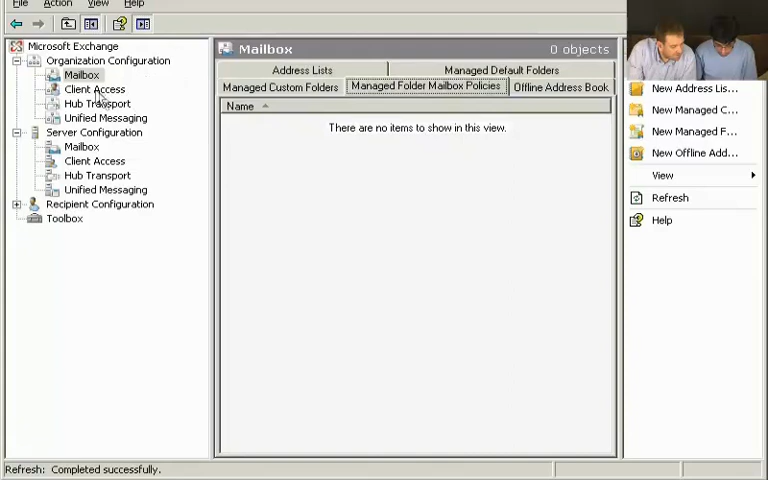 File Action View Help
Microsoft Exchange
Organization Configuration
Mailbox
Client Access
Hub Transport
Unified Messaging
Server Configuration
Mailbox
Client Access
Hub Transport
Unified Messaging
Recipient Configuration
Toolbox
Mailbox 0 objects
Address Lists Managed Default Folders
Managed Custom Folders Managed Folder Mailbox Policies Offline Address Book
Name
There are no items to show in this view.
New Address Lis...
New Managed C...
New Managed F...
New Offline Add...
View
Refresh
Help
Refresh: Completed successfully.